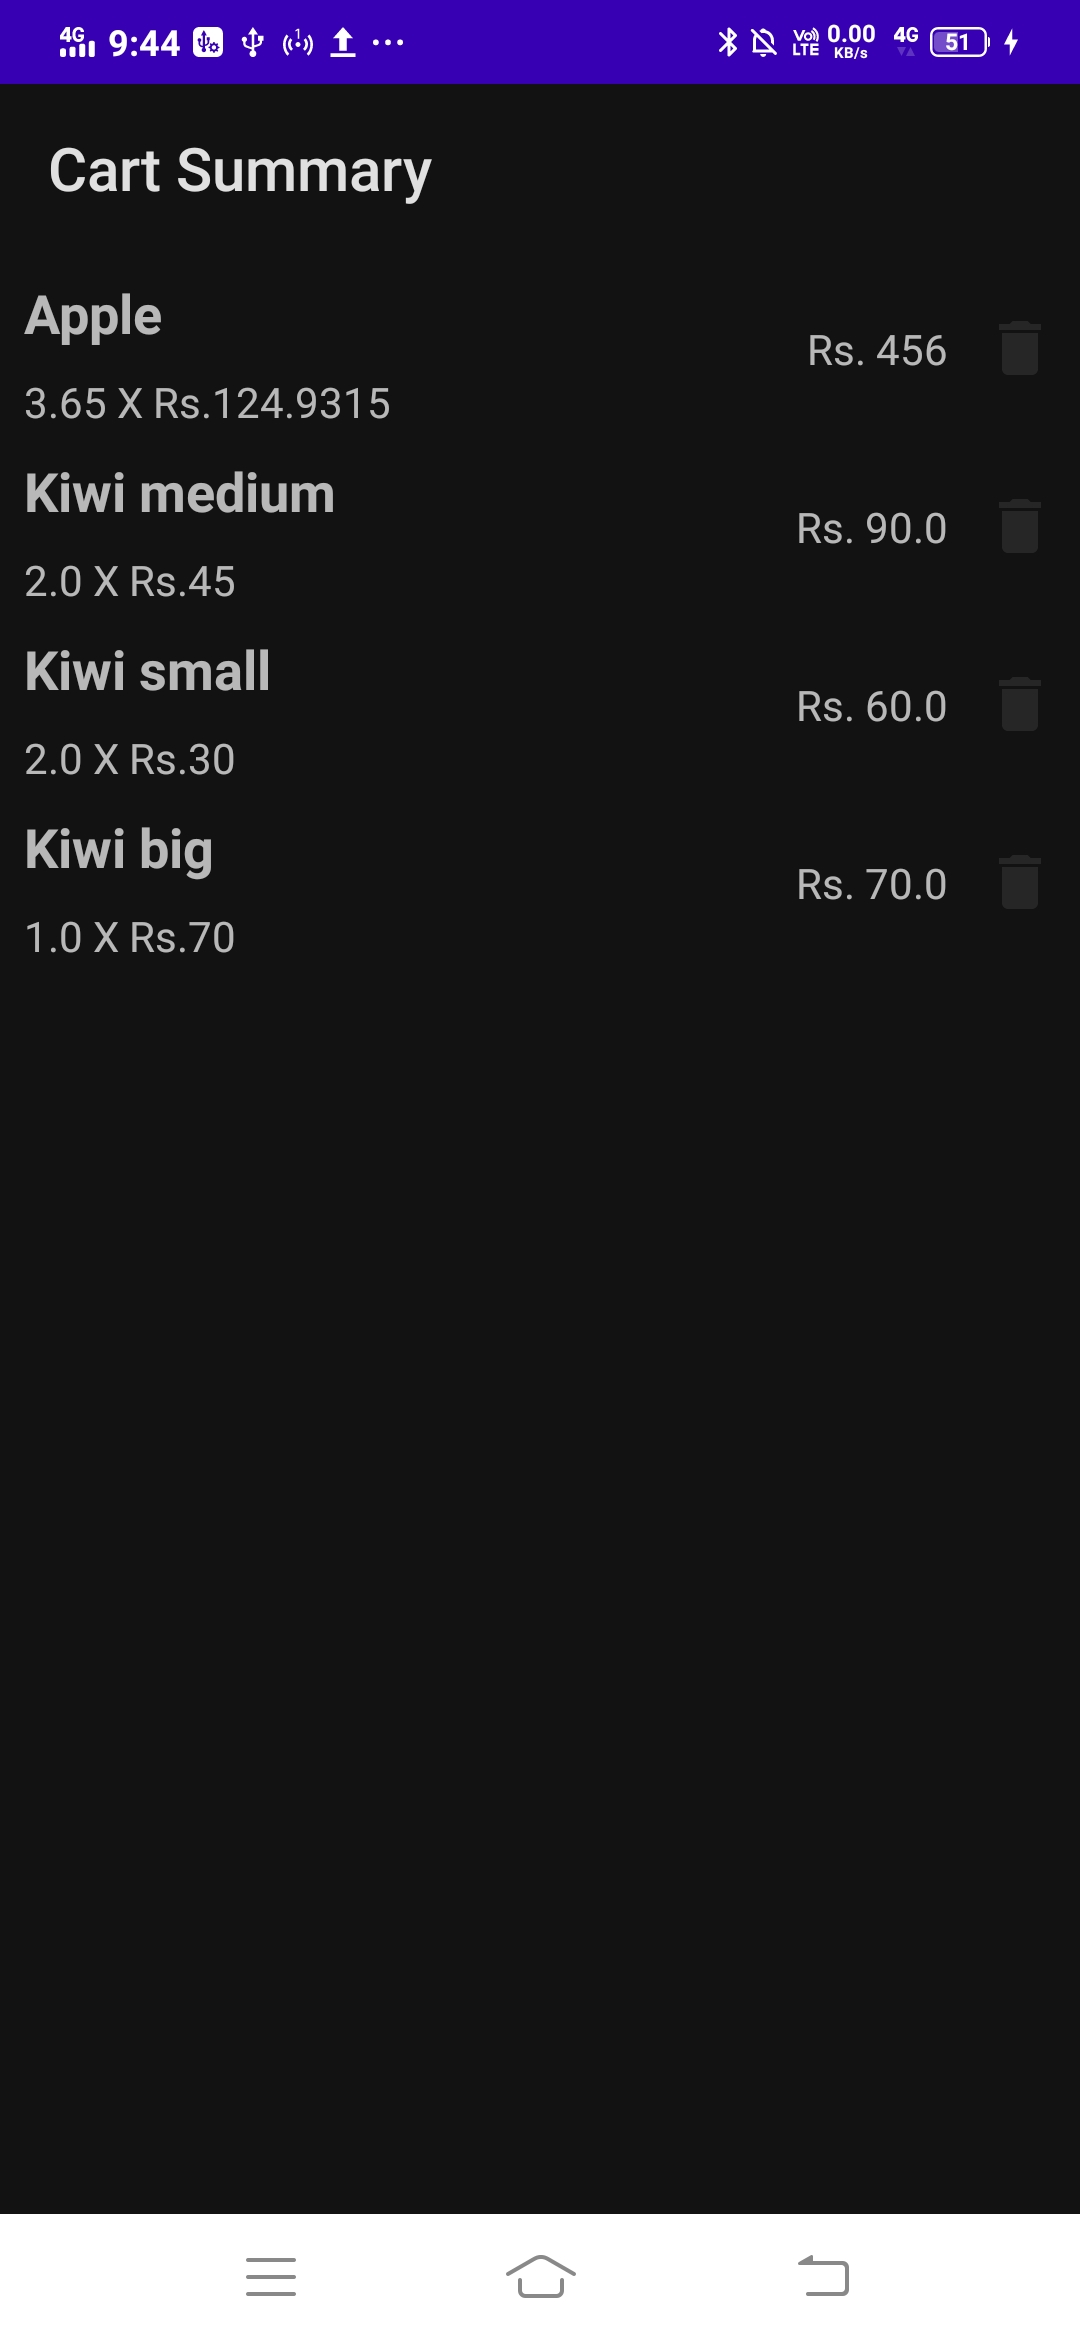 4G 9:44 1 ... Vo) LTE 0.00 KB/s 4G 51
Cart Summary
Apple
Rs. 456
3.65 X Rs.124.9315
Kiwi medium
Rs. 90.0
2.0 X Rs.45
Kiwi small
Rs. 60.0
2.0 X Rs.30
Kiwi big
Rs. 70.0
1.0 X Rs.70